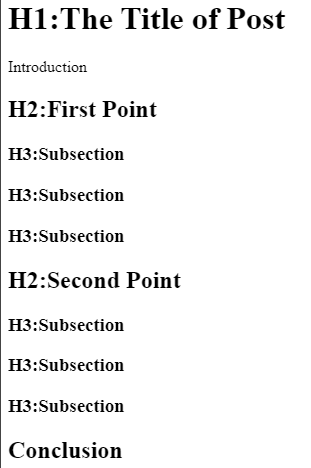 H1:The Title of Post
Introduction
H2:First Point
H3:Subsection
H3:Subsection
H3:Subsection
H2:Second Point
H3:Subsection
H3:Subsection
H3:Subsection
Conclusion